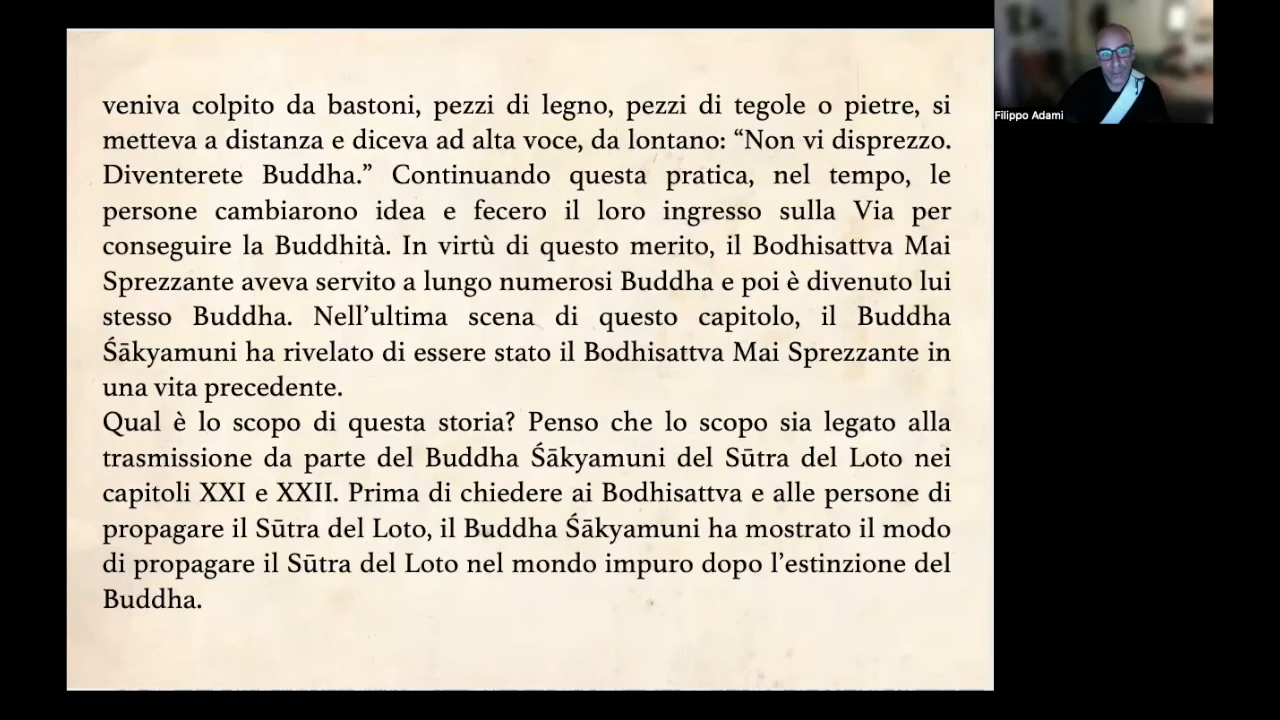 veniva colpito da bastoni, pezzi di legno, pezzi di tegole o pietre, si
metteva a distanza e diceva ad alta voce, da lontano: “Non vi disprezzo.
Diventerete Buddha.” Continuando questa pratica, nel tempo, le
persone cambiarono idea e fecero il loro ingresso sulla Via per
conseguire la Buddhità. In virtù di questo merito, il Bodhisattva Mai
Sprezzante aveva servito a lungo numerosi Buddha e poi è divenuto lui
stesso Buddha. Nell’ultima scena di questo capitolo, il Buddha
Śākyamuni ha rivelato di essere stato il Bodhisattva Mai Sprezzante in
una vita precedente.
Qual è lo scopo di questa storia? Penso che lo scopo sia legato alla
trasmissione da parte del Buddha Śākyamuni del Sūtra del Loto nei
capitoli XXI e XXII. Prima di chiedere ai Bodhisattva e alle persone di
propagare il Sūtra del Loto, il Buddha Śākyamuni ha mostrato il modo
di propagare il Sūtra del Loto nel mondo impuro dopo l’estinzione del
Buddha.
Filippo Adami